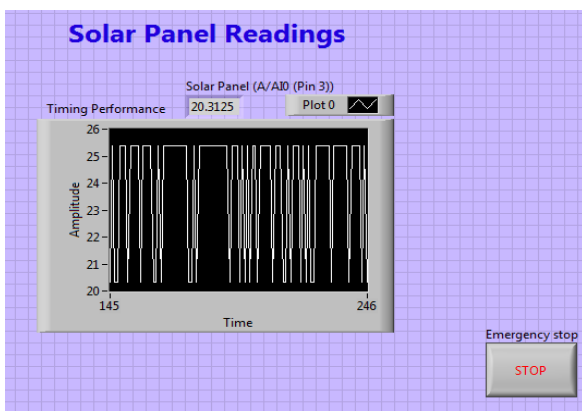 Solar Panel Readings
Solar Panel (A/AI0 (Pin 3))
Timing Performance
20.3125
Plot 0
26
25
24
23
22
21
20
Amplitude
145
246
Time
Emergency stop
STOP